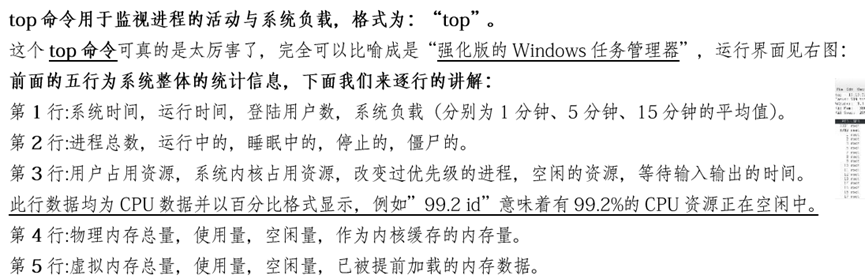 top 命令用于监视进程的活动与系统负载，格式为：“top”。
这个 top 命令可真的是太厉害了，完全可以比喻成是“强化版的 Windows 任务管理器”，运行界面见右图：
前面的五行为系统整体的统计信息，下面我们来逐行的讲解：
第 1 行:系统时间，运行时间，登陆用户数，系统负载（分别为 1 分钟、5 分钟、15 分钟的平均值）。
第 2 行:进程总数，运行中的，睡眠中的，停止的，僵尸的。
第 3 行:用户占用资源，系统内核占用资源，改变过优先级的进程，空闲的资源，等待输入输出的时间。
此行数据均为 CPU 数据并以百分比格式显示，例如”99.2 id”意味着有 99.2%的 CPU 资源正在空闲中。
第 4 行:物理内存总量，使用量，空闲量，作为内核缓存的内存量。
第 5 行:虚拟内存总量，使用量，空闲量，已被提前加载的内存数据。